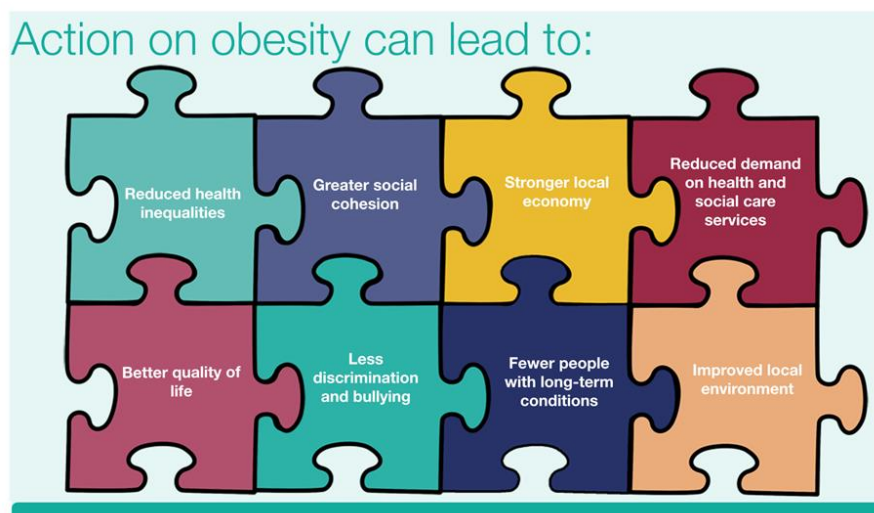 Action on obesity can lead to:
Reduced health
inequalities
Greater social
cohesion
Stronger local
economy
Reduced demand
on health and
social care
services
Better quality of
life
Less
discrimination
and bullying
Fewer people
with long-term
conditions
Improved local
environment